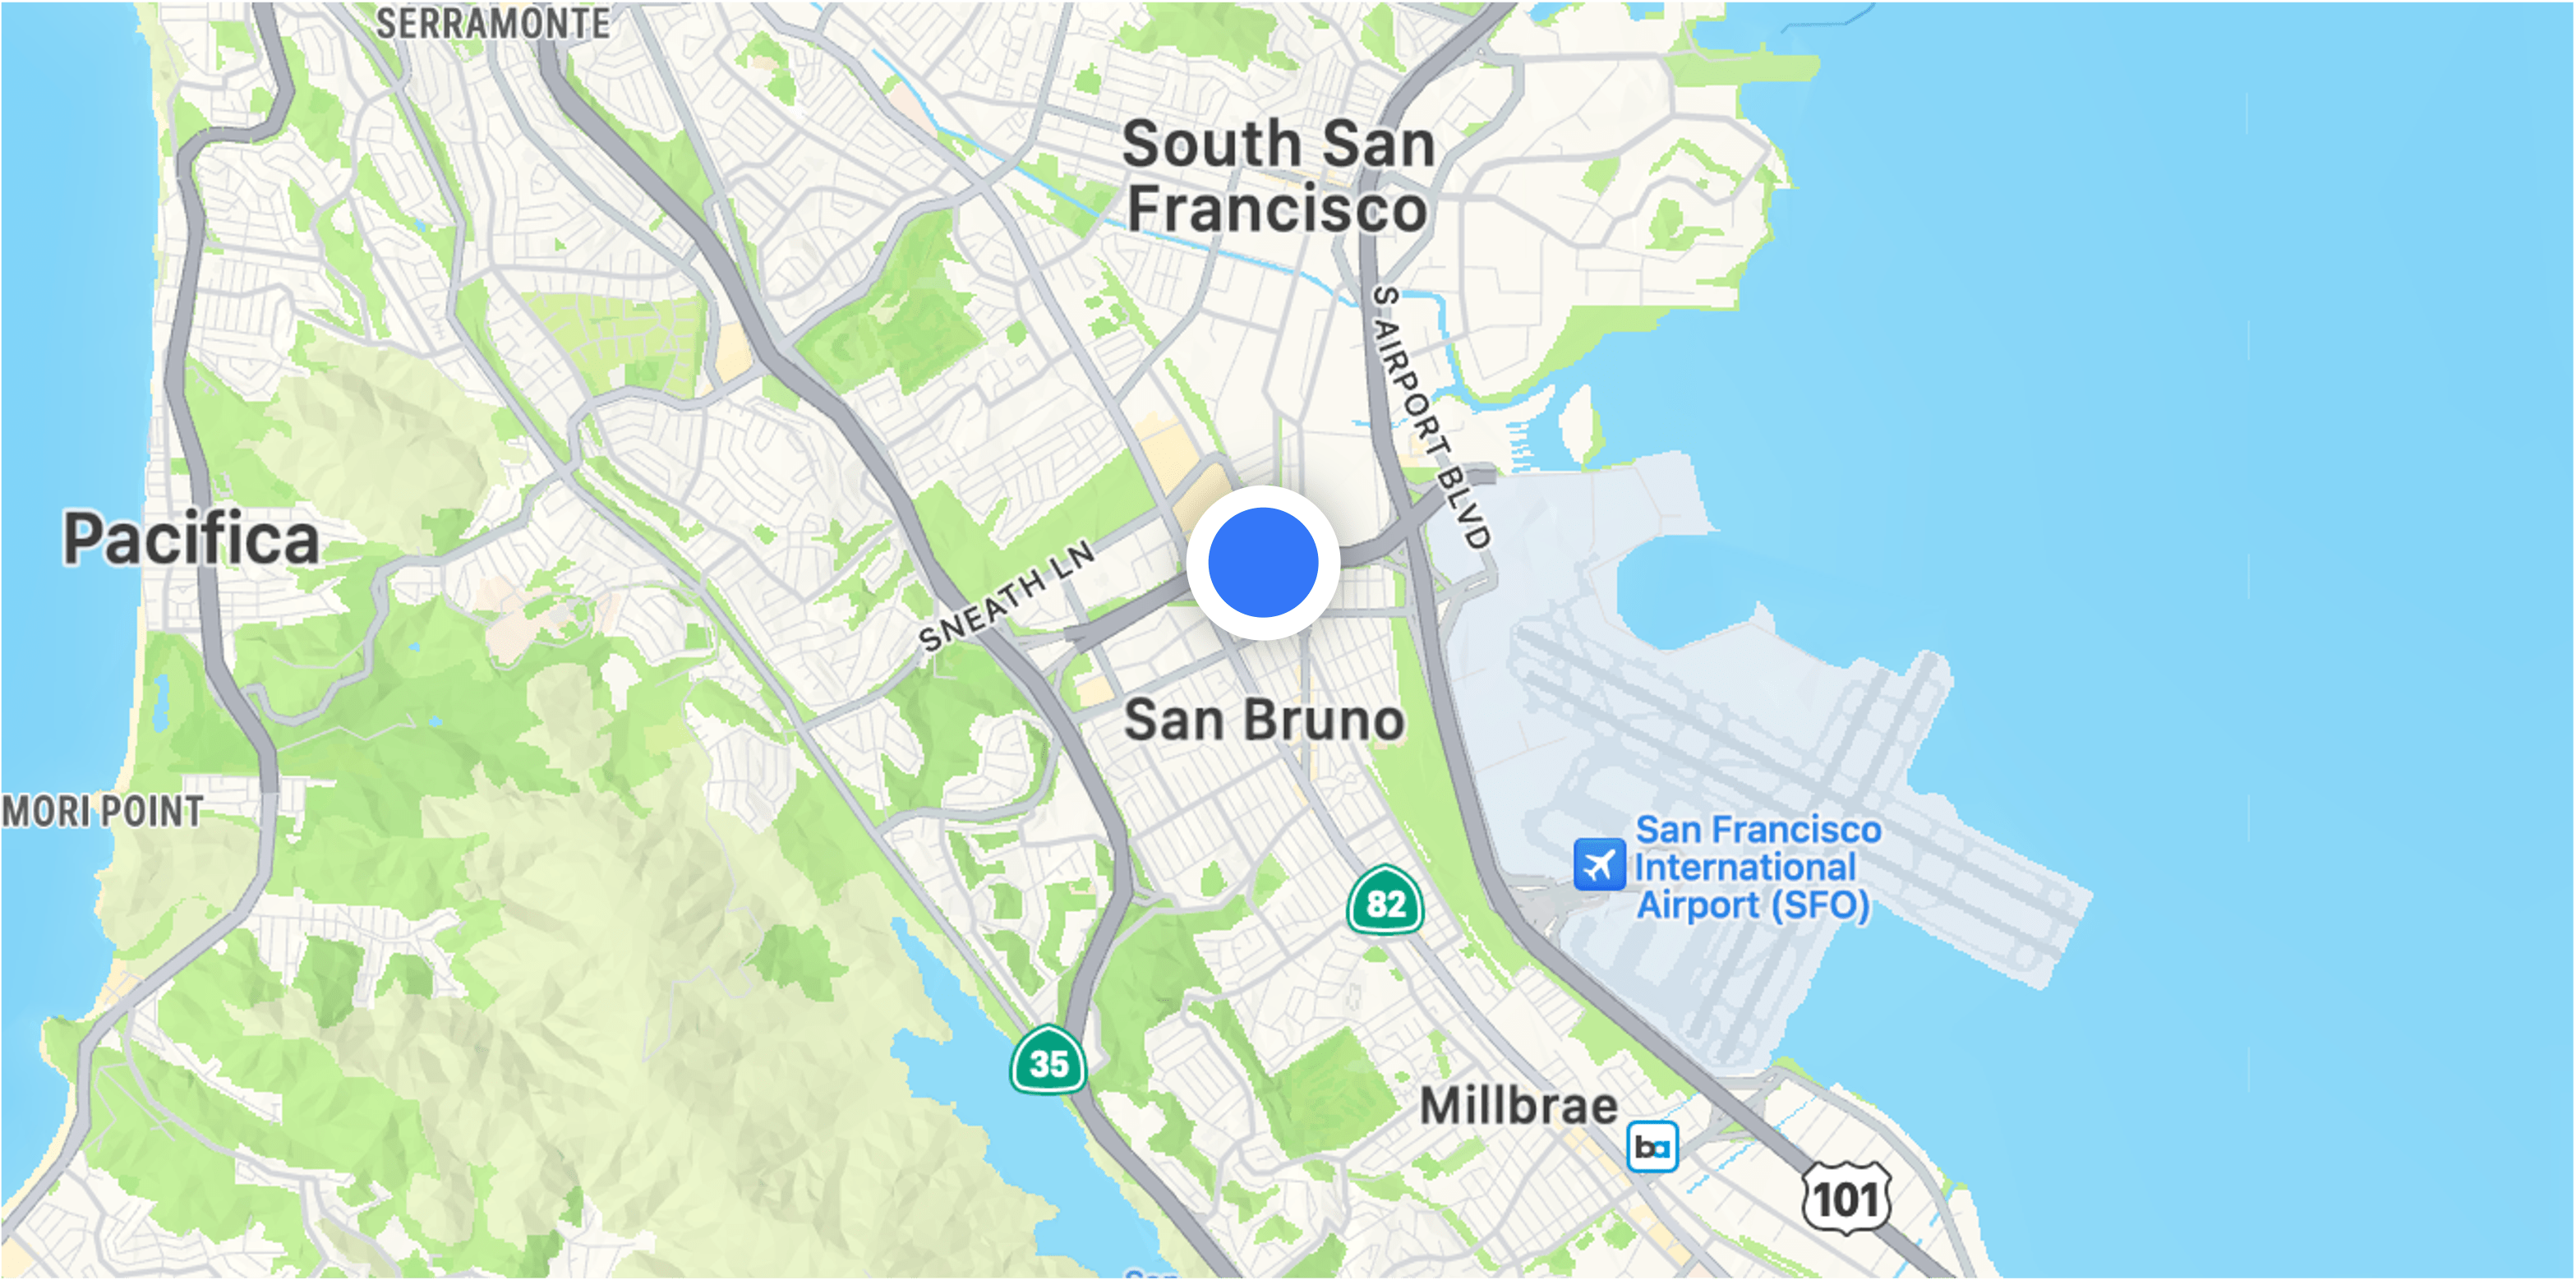 SERRAMONTE
South San
Francisco
S AIRPORT BLVD
Pacifica
SNEATH LN
San Bruno
MORI POINT
San Francisco
International
Airport (SFO)
82
35
Millbrae
ba
101